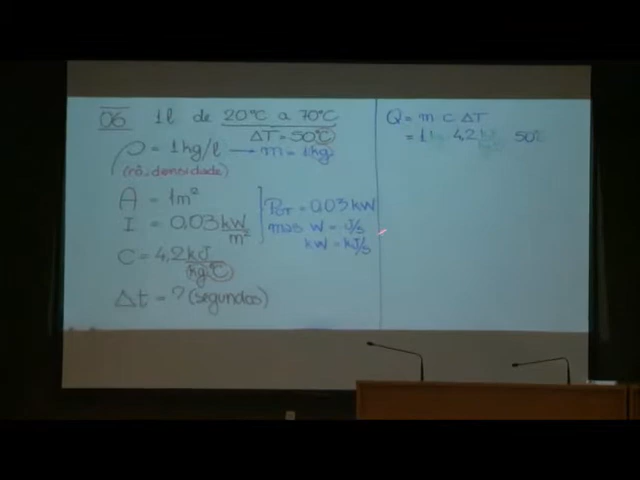 06 1l de 20°C a 70°C
ΔT = 50°C
ρ = 1kg/l → m = 1kg
(rô, densidade)
A = 1m²
I = 0,03 kW/m²
C = 4,2 kJ/kg°C
Δt = ? (segundos)
Pot = 0,03 kW
mas W = J/s
kW = kJ/s
Q = m c ΔT
= 1 4,2 50